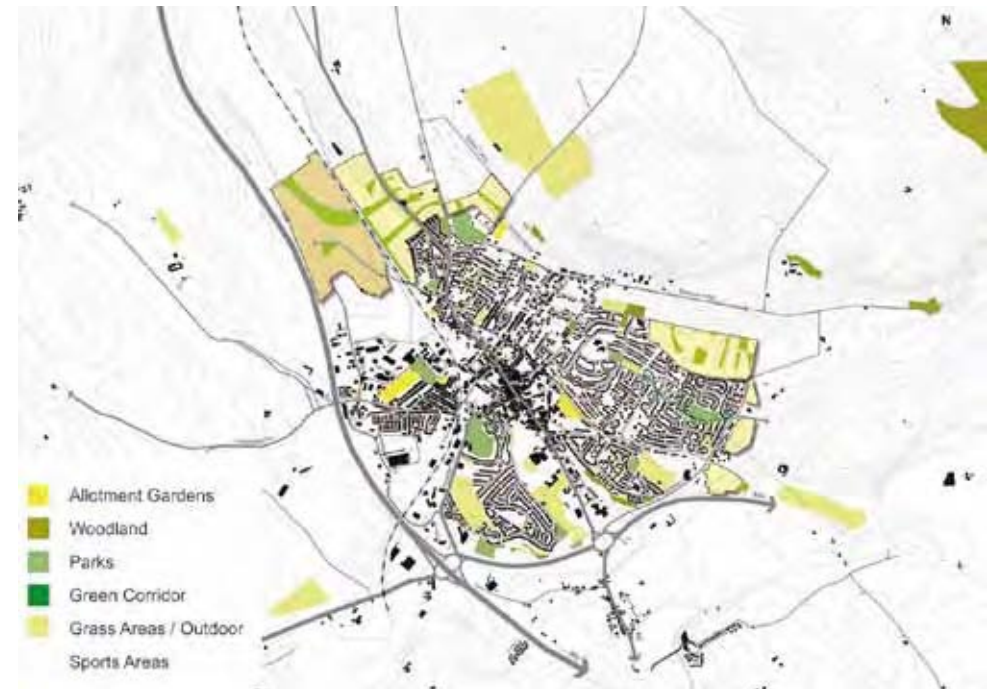 N
Allotment Gardens
Woodland
Parks
Green Corridor
Grass Areas / Outdoor
Sports Areas